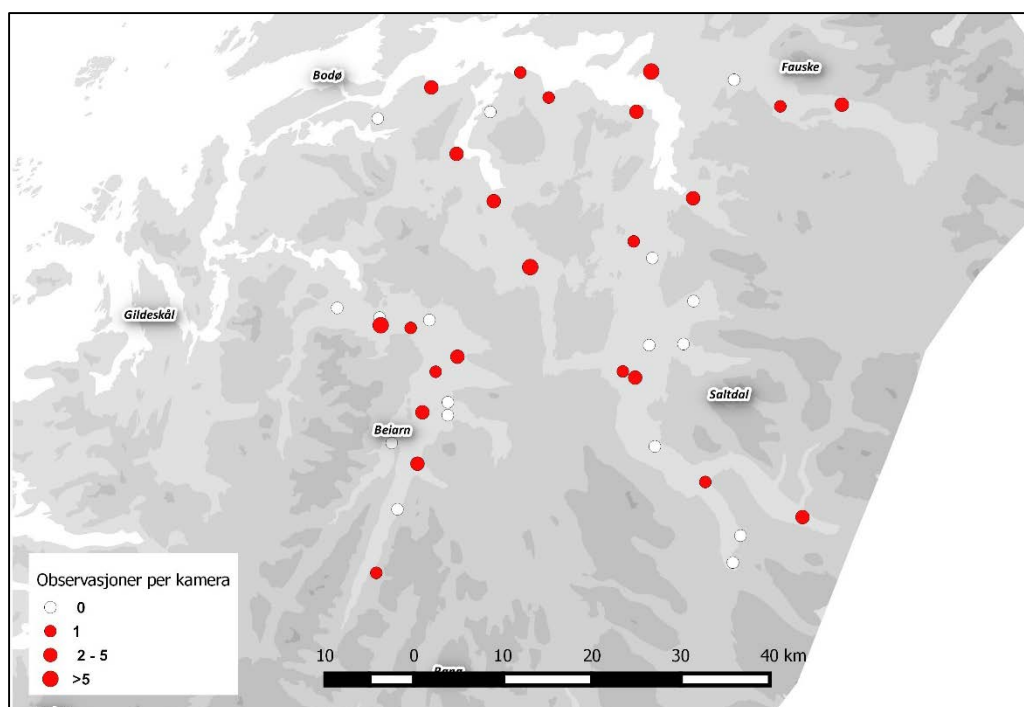 Bodø
Fauske
Gildeskål
Saltdal
Beiarn
Observasjoner per kamera
0
1
2 - 5
>5
10 0 10 20 30 40 km